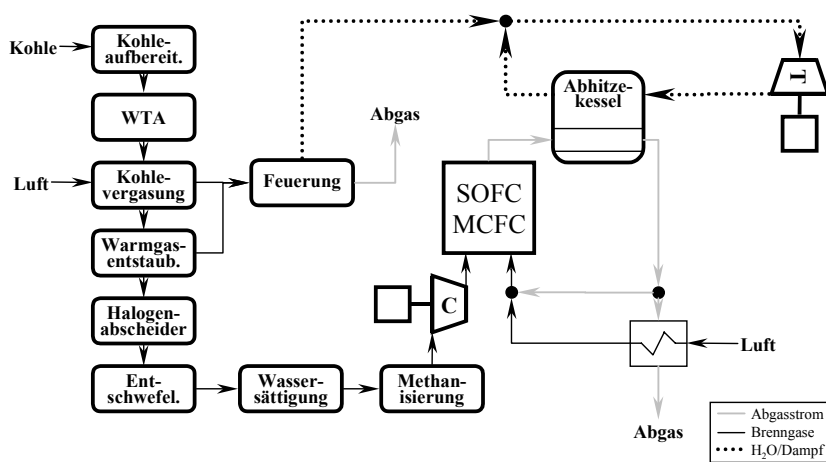 Kohle
Kohle-
aufbereit.
WTA
Luft
Kohle-
vergasung
Warmgas-
entstaub.
Halogen-
abscheider
Ent-
schwefel.
Wasser-
sättigung
Methan-
isierung
Feuerung
Abgas
C
SOFC
MCFC
Abhitze-
kessel
T
Luft
Abgas
Abgasstrom
Brenngase
H₂O/Dampf